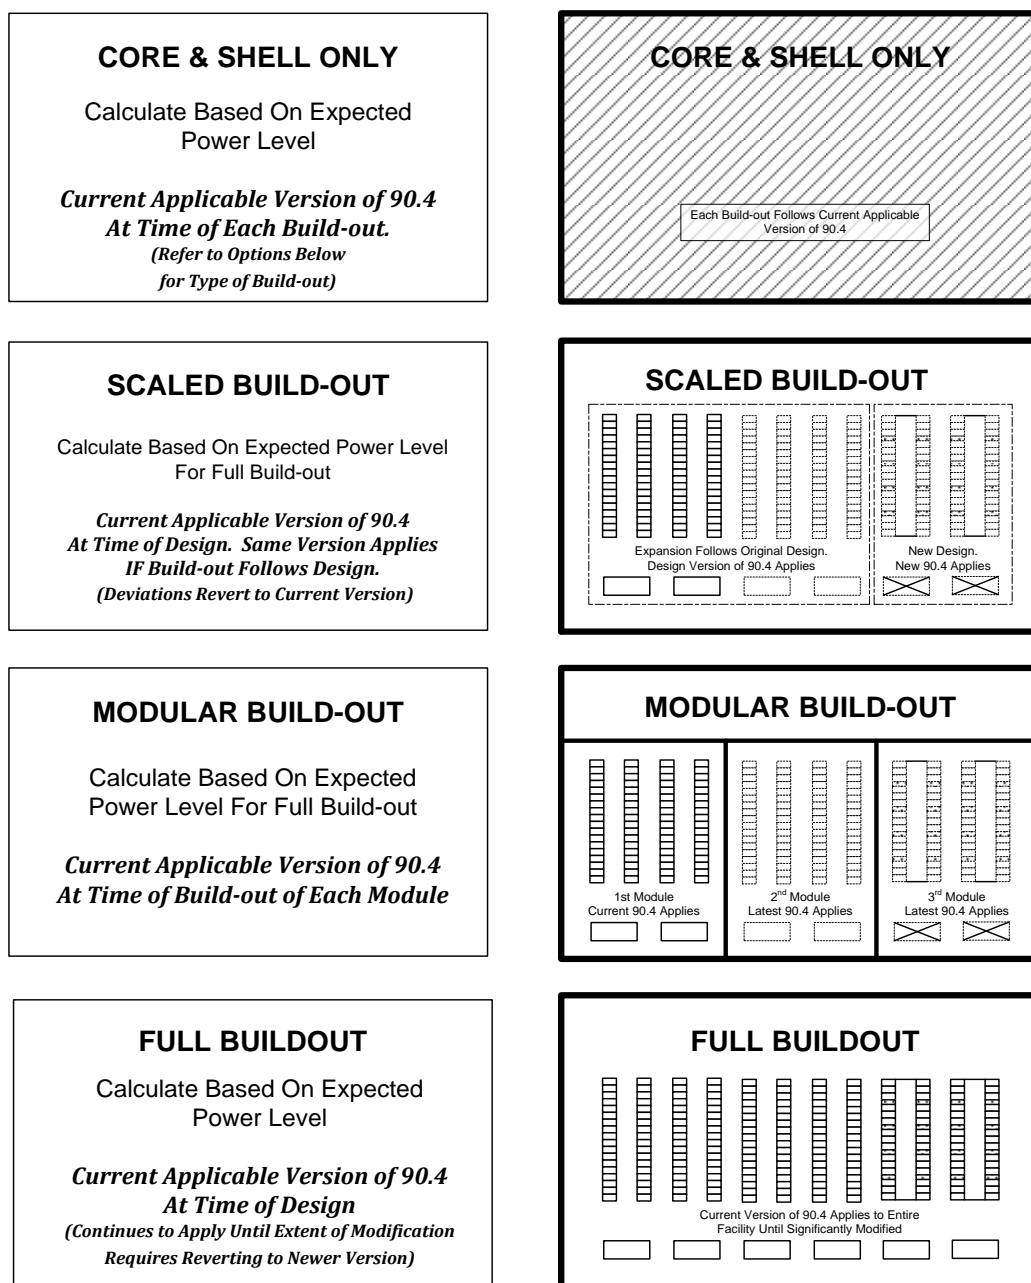 CORE & SHELL ONLY
Calculate Based On Expected
Power Level
Current Applicable Version of 90.4
At Time of Each Build-out.
(Refer to Options Below
for Type of Build-out)
CORE & SHELL ONLY
Each Build-out Follows Current Applicable
Version of 90.4
SCALED BUILD-OUT
Calculate Based On Expected Power Level
For Full Build-out
Current Applicable Version of 90.4
At Time of Design. Same Version Applies
IF Build-out Follows Design.
(Deviations Revert to Current Version)
SCALED BUILD-OUT
Expansion Follows Original Design.
Design Version of 90.4 Applies
New Design.
New 90.4 Applies
MODULAR BUILD-OUT
Calculate Based On Expected
Power Level For Full Build-out
Current Applicable Version of 90.4
At Time of Build-out of Each Module
MODULAR BUILD-OUT
1st Module
Current 90.4 Applies
2nd Module
Latest 90.4 Applies
3rd Module
Latest 90.4 Applies
FULL BUILDOUT
Calculate Based On Expected
Power Level
Current Applicable Version of 90.4
At Time of Design
(Continues to Apply Until Extent of Modification
Requires Reverting to Newer Version)
FULL BUILDOUT
Current Version of 90.4 Applies to Entire
Facility Until Significantly Modified